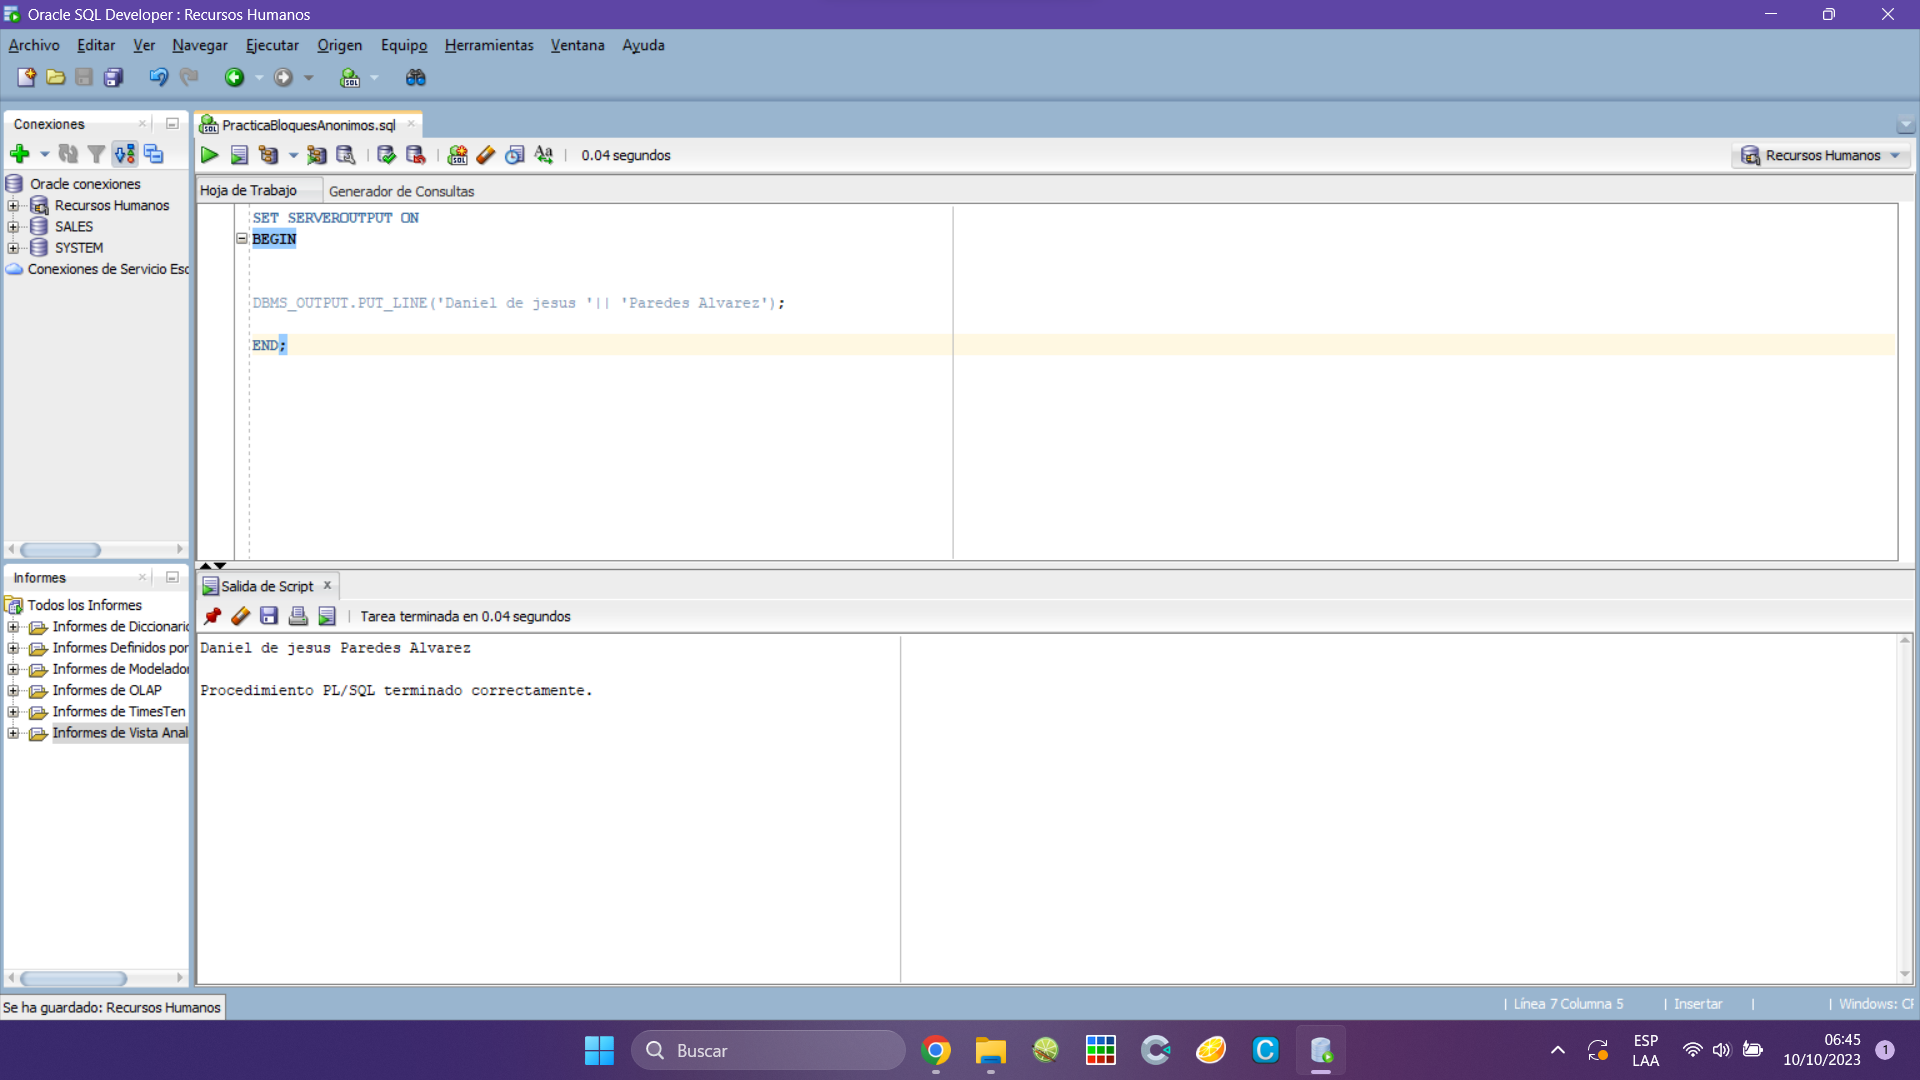 Oracle SQL Developer : Recursos Humanos
Archivo Editar Ver Navegar Ejecutar Origen Equipo Herramientas Ventana Ayuda
Conexiones
PracticaBloquesAnonimos.sql
0.04 segundos
Recursos Humanos
Oracle conexiones
Recursos Humanos
SALES
SYSTEM
Conexiones de Servicio Esc
Hoja de Trabajo
Generador de Consultas
SET SERVEROUTPUT ON
BEGIN
DBMS_OUTPUT.PUT_LINE('Daniel de jesus '|| 'Paredes Alvarez');
END;
Informes
Todos los Informes
Informes de Diccionario
Informes Definidos por
Informes de Modelador
Informes de OLAP
Informes de TimesTen
Informes de Vista Anal
Salida de Script
Tarea terminada en 0.04 segundos
Daniel de jesus Paredes Alvarez
Procedimiento PL/SQL terminado correctamente.
Se ha guardado: Recursos Humanos
Línea 7 Columna 5
Insertar
Windows: CF
Buscar
ESP
LAA
06:45
10/10/2023
1